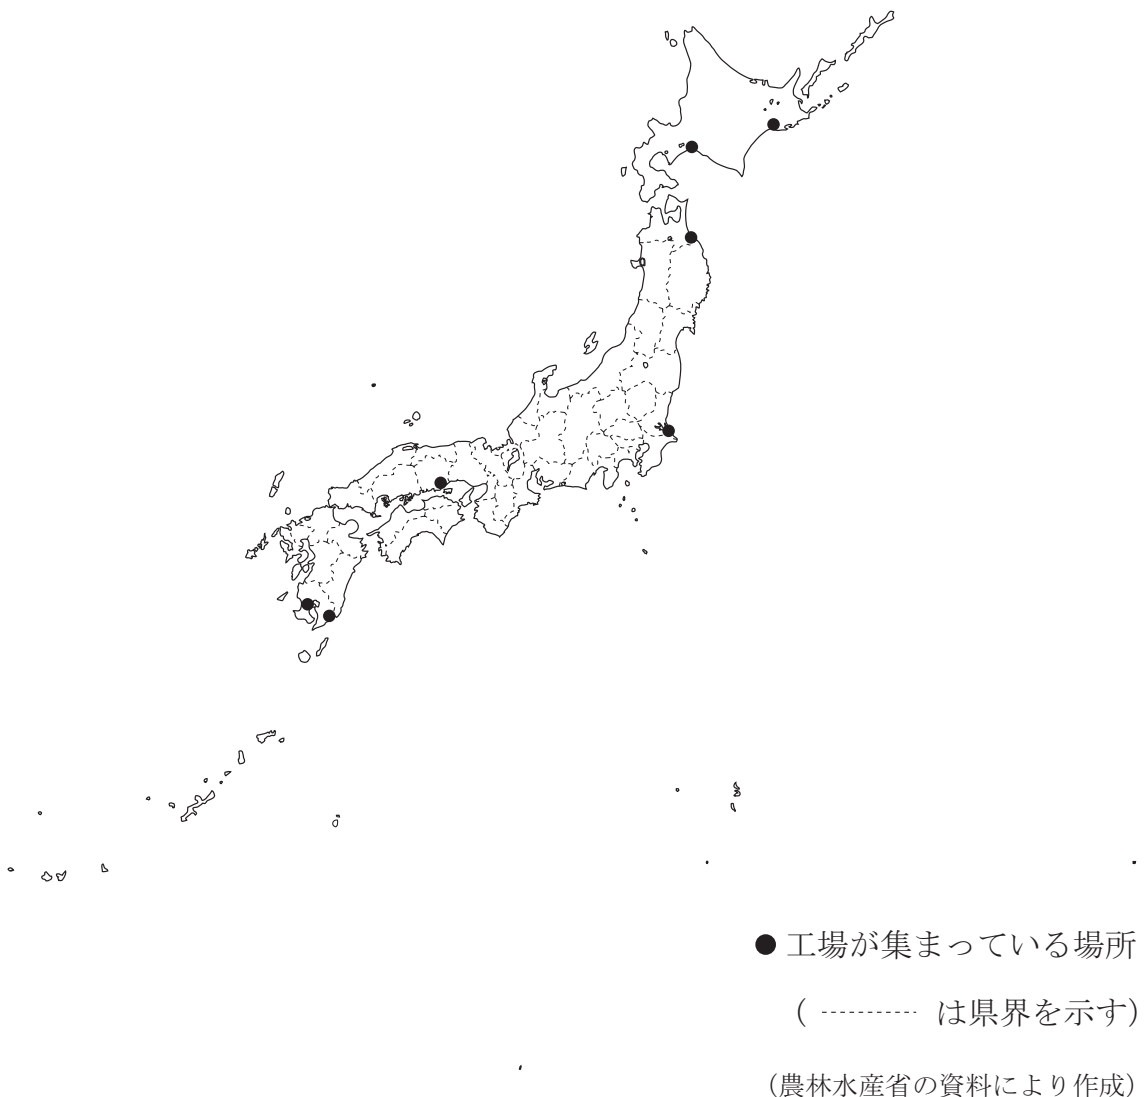 ● 工場が集まっている場所
( ----------- は県界を示す)
(農林水産省の資料により作成)